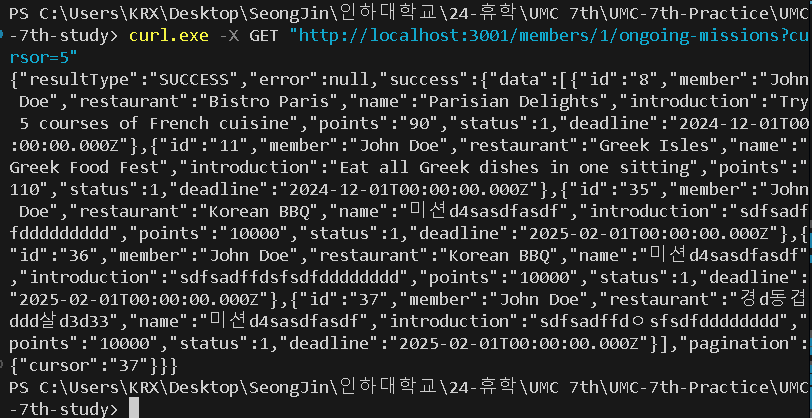 PS C:\Users\KRX\Desktop\SeongJin\인하대학교\24-휴학\UMC 7th\UMC-7th-Practice\UMC
-7th-study> curl.exe -X GET "http://localhost:3001/members/1/ongoing-missions?cu
rsor=5"
{"resultType":"SUCCESS","error":null,"success":{"data":[{"id":"8","member":"John
 Doe","restaurant":"Bistro Paris","name":"Parisian Delights","introduction":"Try
 5 courses of French cuisine","points":"90","status":1,"deadline":"2024-12-01T00
:00:00.000Z"},{"id":"11","member":"John Doe","restaurant":"Greek Isles","name":"
Greek Food Fest","introduction":"Eat all Greek dishes in one sitting","points":"
110","status":1,"deadline":"2024-12-01T00:00:00.000Z"},{"id":"35","member":"John
 Doe","restaurant":"Korean BBQ","name":"미션d4sasdfasdf","introduction":"sdfsadf
fdddddddddd","points":"10000","status":1,"deadline":"2025-02-01T00:00:00.000Z"},{
"id":"36","member":"John Doe","restaurant":"Korean BBQ","name":"미션d4sasdfasdf"
,"introduction":"sdfsadffdsfsdfdddddddd","points":"10000","status":1,"deadline":
"2025-02-01T00:00:00.000Z"},{"id":"37","member":"John Doe","restaurant":"경d동겹
ddd살d3d33","name":"미션d4sasdfasdf","introduction":"sdfsadffdㅇsfsdfdddddddd","
points":"10000","status":1,"deadline":"2025-02-01T00:00:00.000Z"}],"pagination":
{"cursor":"37"}}}
PS C:\Users\KRX\Desktop\SeongJin\인하대학교\24-휴학\UMC 7th\UMC-7th-Practice\UMC
-7th-study>